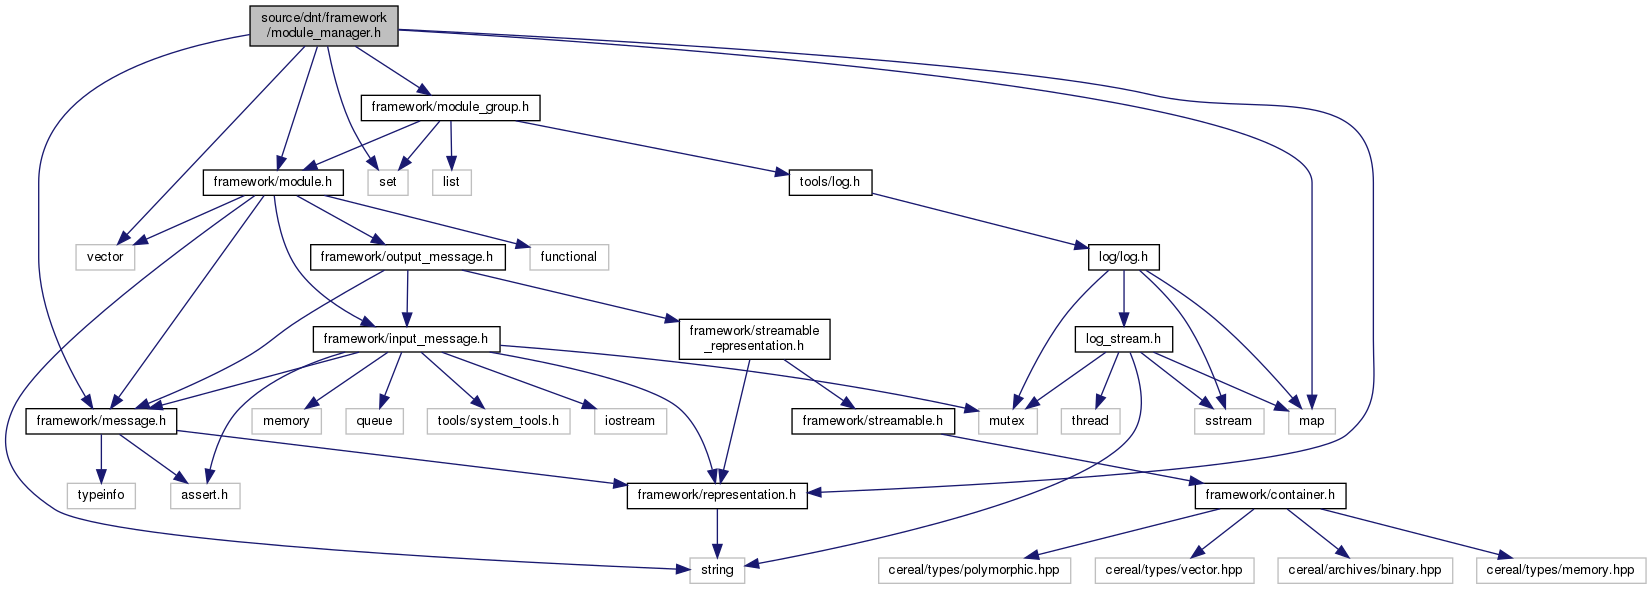 source/dnt/framework
/module_manager.h
framework/module_group.h
framework/module.h
set
list
tools/log.h
vector
framework/output_message.h
functional
log/log.h
framework/input_message.h
framework/streamable
_representation.h
log_stream.h
framework/message.h
memory
queue
tools/system_tools.h
iostream
framework/streamable.h
mutex
thread
sstream
map
typeinfo
assert.h
framework/representation.h
framework/container.h
string
cereal/types/polymorphic.hpp
cereal/types/vector.hpp
cereal/archives/binary.hpp
cereal/types/memory.hpp